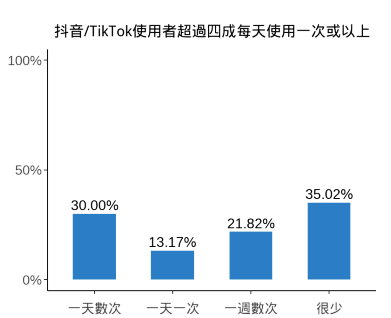 抖音/TikTok使用者超過四成每天使用一次或以上
100%
50%
0%
30.00%
13.17%
21.82%
35.02%
一天數次
一天一次
一週數次
很少